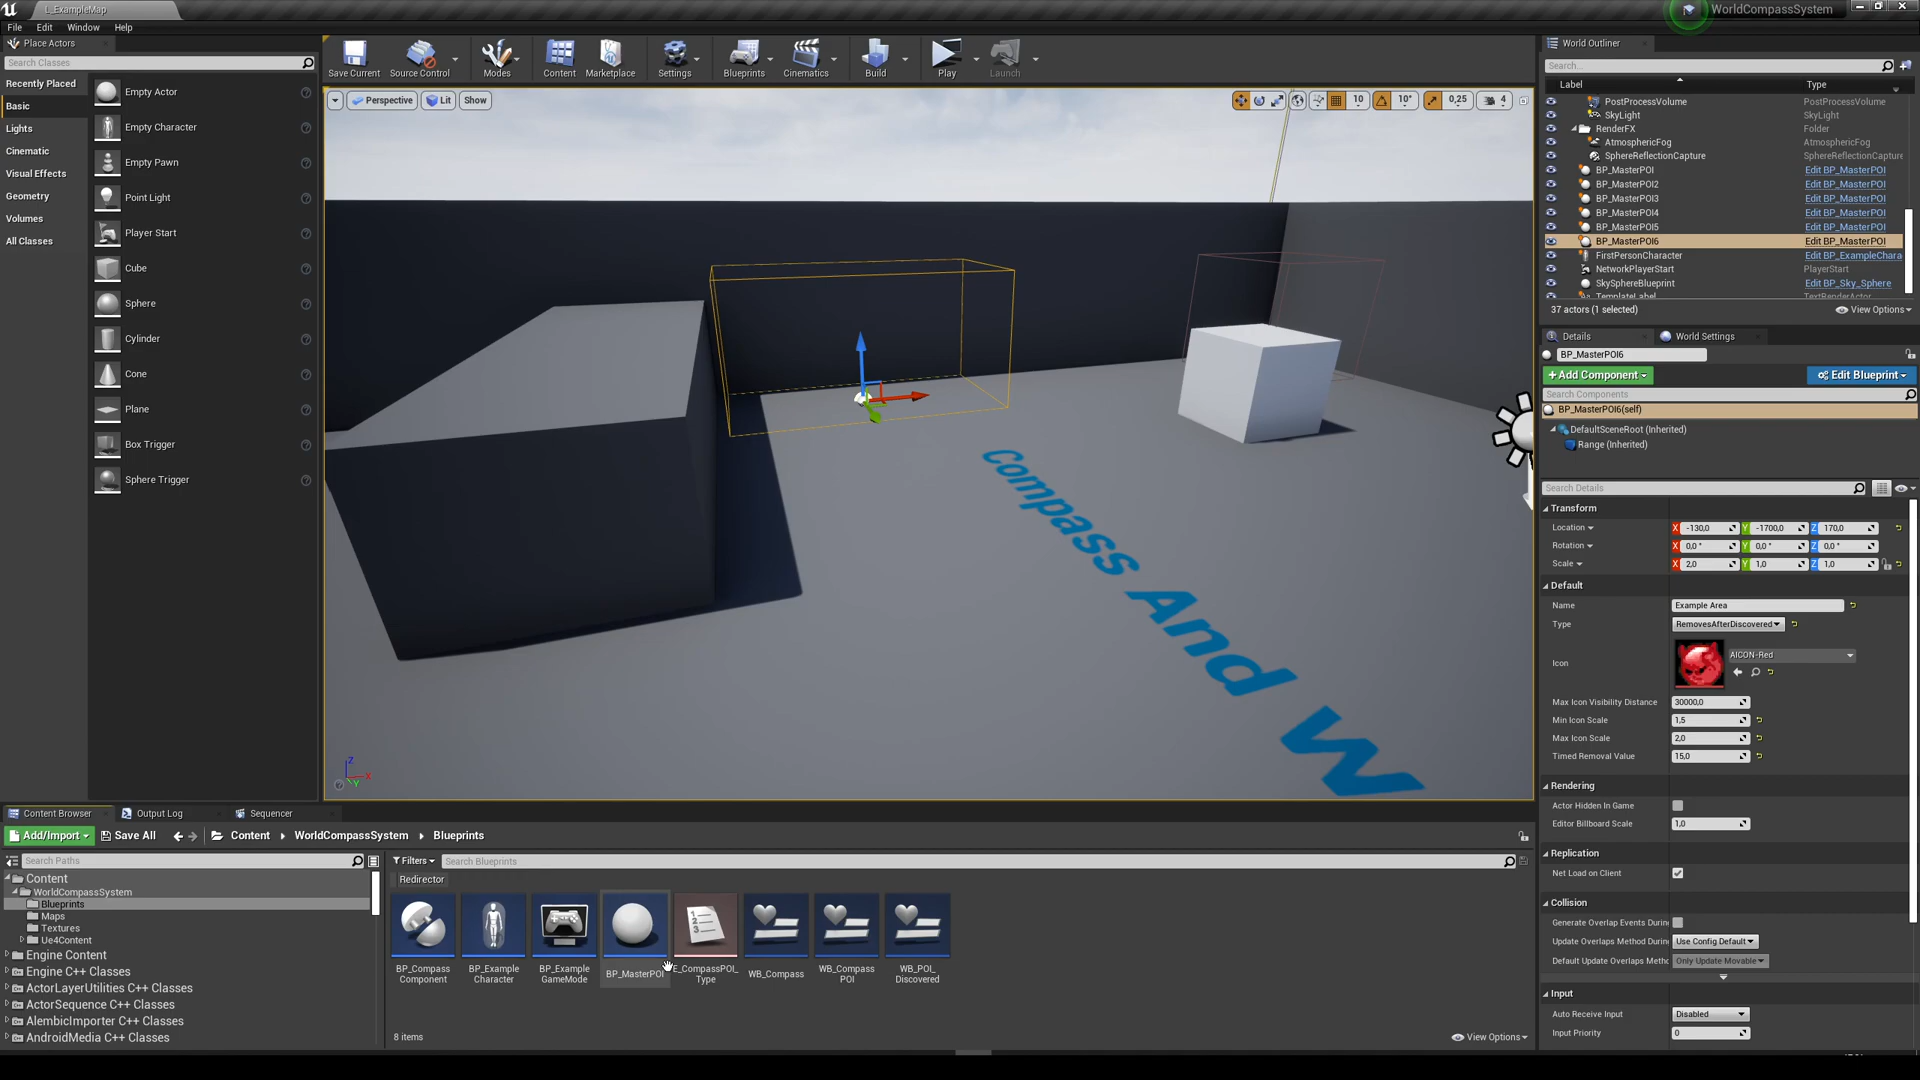 L_ExampleMap
WorldCompassSystem
File Edit Window Help
Place Actors
Search Classes
Recently Placed
Basic
Lights
Cinematic
Visual Effects
Geometry
Volumes
All Classes
Empty Actor
Empty Character
Empty Pawn
Point Light
Player Start
Cube
Sphere
Cylinder
Cone
Plane
Box Trigger
Sphere Trigger
Save Current Source Control Modes Content Marketplace Settings Blueprints Cinematics Build Play Launch
Perspective Lit Show
10 10° 0,25 4
Compass And W
Z
X
Y
World Outliner
Search...
Label Type
PostProcessVolume PostProcessVolume
SkyLight SkyLight
RenderFX Folder
AtmosphericFog AtmosphericFog
SphereReflectionCapture SphereReflectionCapture
BP_MasterPOI Edit BP_MasterPOI
BP_MasterPOI2 Edit BP_MasterPOI
BP_MasterPOI3 Edit BP_MasterPOI
BP_MasterPOI4 Edit BP_MasterPOI
BP_MasterPOI5 Edit BP_MasterPOI
BP_MasterPOI6 Edit BP_MasterPOI
FirstPersonCharacter Edit BP_ExampleChara
NetworkPlayerStart PlayerStart
SkySphereBlueprint Edit BP_Sky_Sphere
TemplateLabel TextRenderActor
37 actors (1 selected) View Options
Details World Settings
BP_MasterPOI6
+Add Component Edit Blueprint
Search Components
BP_MasterPOI6(self)
DefaultSceneRoot (Inherited)
Range (Inherited)
Search Details
Transform
Location X -130,0 Y -1700,0 Z 170,0
Rotation X 0,0 ° Y 0,0 ° Z 0,0 °
Scale X 2,0 Y 1,0 Z 1,0
Default
Name Example Area
Type RemovesAfterDiscovered
Icon AICON-Red
Max Icon Visibility Distance 30000,0
Min Icon Scale 1,5
Max Icon Scale 2,0
Timed Removal Value 15,0
Rendering
Actor Hidden In Game
Editor Billboard Scale 1,0
Replication
Net Load on Client
Collision
Generate Overlap Events Durin
Update Overlaps Method Durin Use Config Default
Default Update Overlaps Metho Only Update Movable
Input
Auto Receive Input Disabled
Input Priority 0
Content Browser Output Log Sequencer
Add/Import Save All Content WorldCompassSystem Blueprints
Search Paths
Content
WorldCompassSystem
Blueprints
Maps
Textures
Ue4Content
Engine Content
Engine C++ Classes
ActorLayerUtilities C++ Classes
ActorSequence C++ Classes
AlembicImporter C++ Classes
AndroidMedia C++ Classes
Filters Search Blueprints
Redirector
BP_Compass
Component
BP_Example
Character
BP_Example
GameMode
BP_MasterPOI
E_CompassPOI_
Type
WB_Compass
WB_Compass
POI
WB_POI_
Discovered
8 items View Options